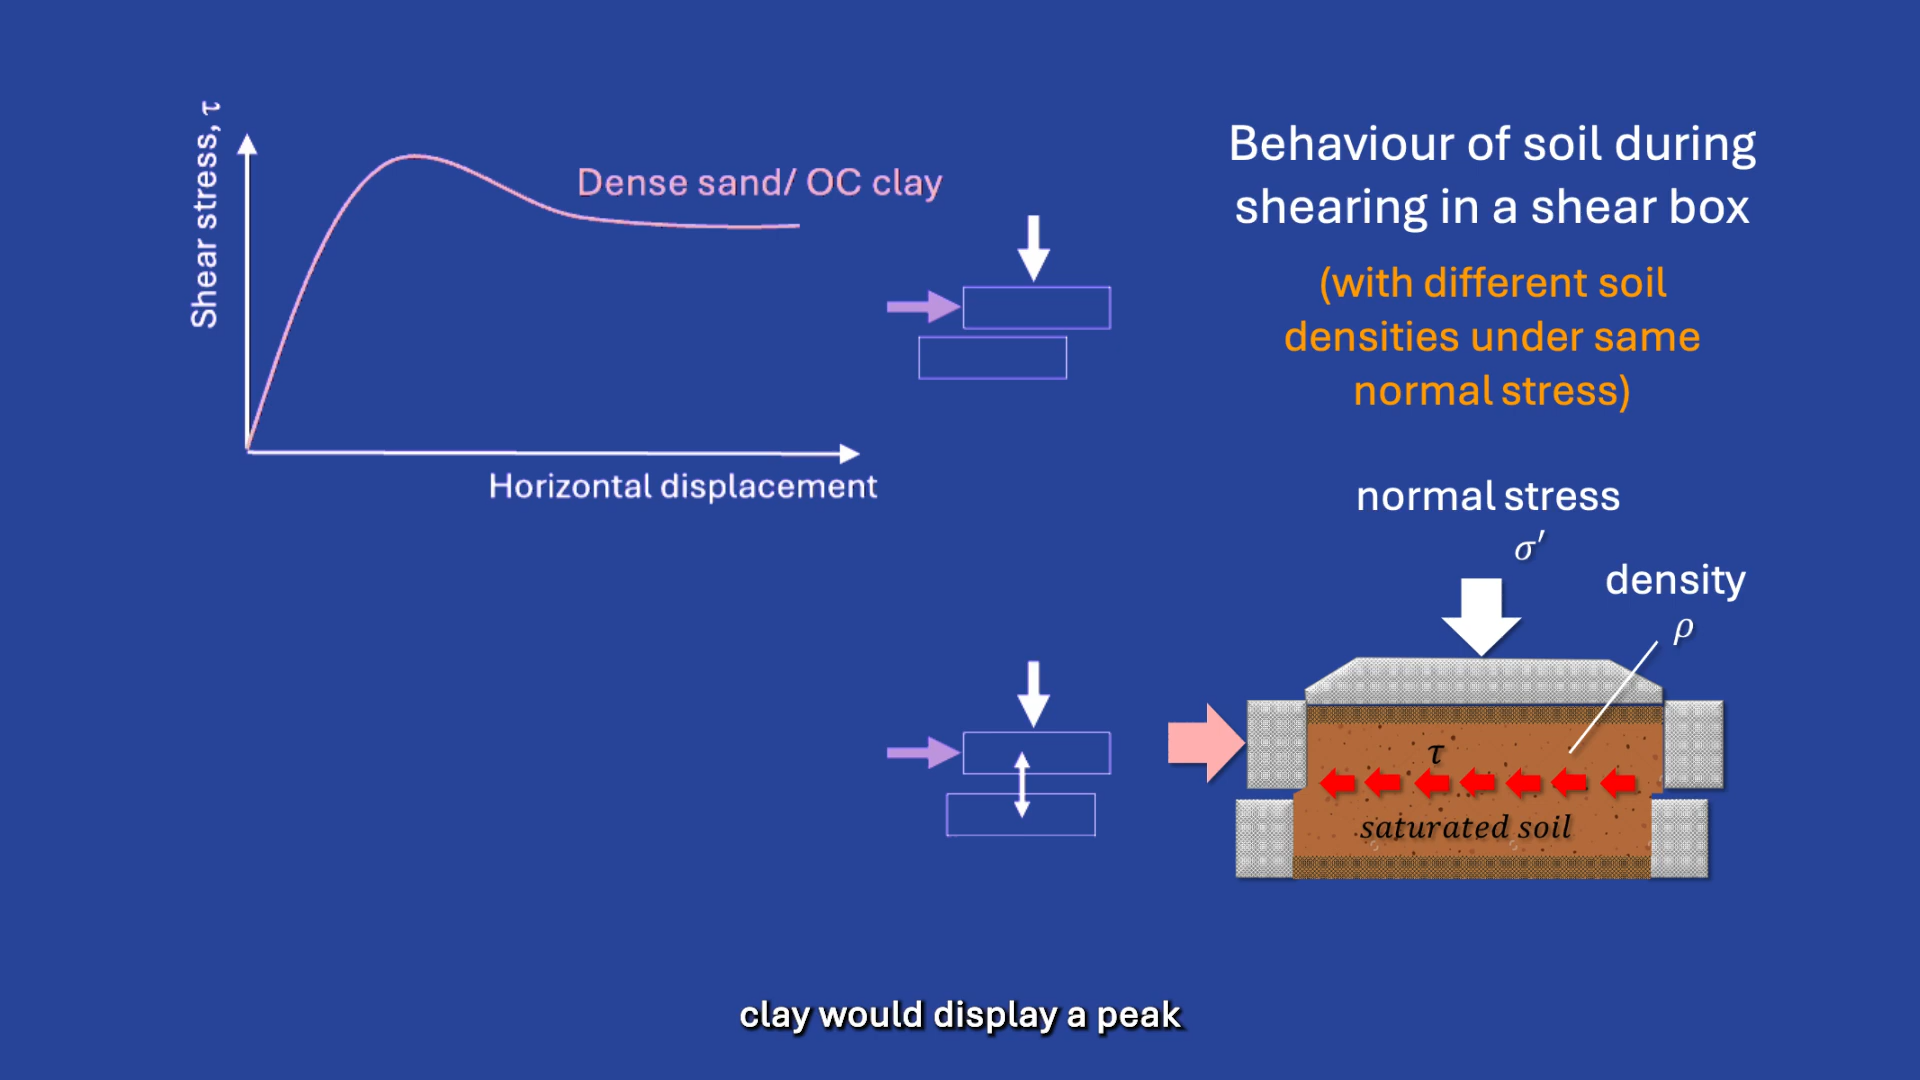 Shear stress, τ
Dense sand/ OC clay
Horizontal displacement
Behaviour of soil during
shearing in a shear box
(with different soil
densities under same
normal stress)
normal stress
σ′
density
ρ
τ
saturated soil
clay would display a peak